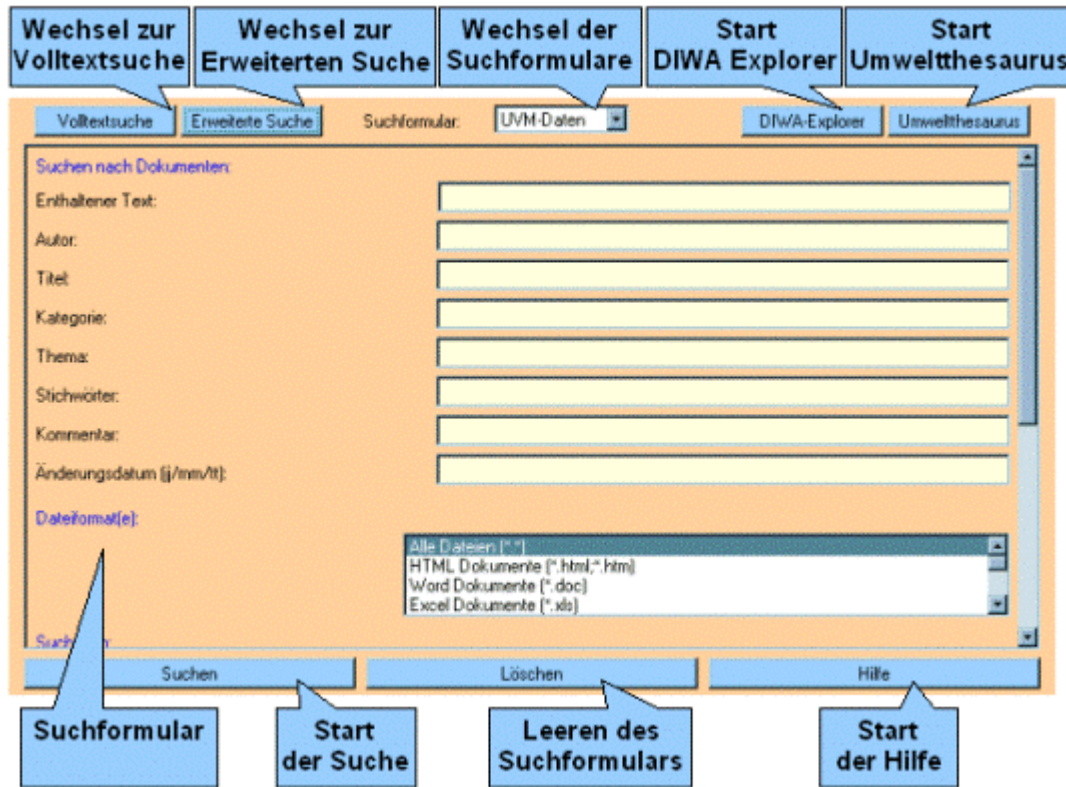 Wechsel zur
Volltextsuche
Wechsel zur
Erweiterten Suche
Wechsel der
Suchformulare
Start
DIWA Explorer
Start
Umweltthesaurus
Volltextsuche
Erweiterte Suche
Suchformular:
UVM-Daten
DIWA-Explorer
Umweltthesaurus
Suchen nach Dokumenten:
Enthaltener Text:
Autor:
Titel:
Kategorie:
Thema:
Stichwörter:
Kommentar:
Änderungsdatum (jj/mm/tt):
Dateiformat(e):
Alle Dateien (*.*)
HTML Dokumente (*.html;*.htm)
Word Dokumente (*.doc)
Excel Dokumente (*.xls)
Suchen
Löschen
Hilfe
Suchformular
Start
der Suche
Leeren des
Suchformulars
Start
der Hilfe